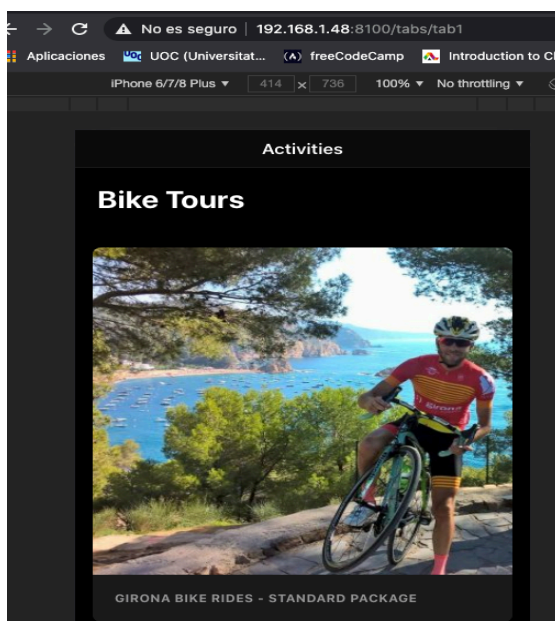 No es seguro | 192.168.1.48:8100/tabs/tab1
Aplicaciones UOC (Universitat... freeCodeCamp Introduction to
iPhone 6/7/8 Plus ▾ 414 x 736 100% ▾ No throttling ▾
Activities
Bike Tours
Girona
GIRONA BIKE RIDES - STANDARD PACKAGE